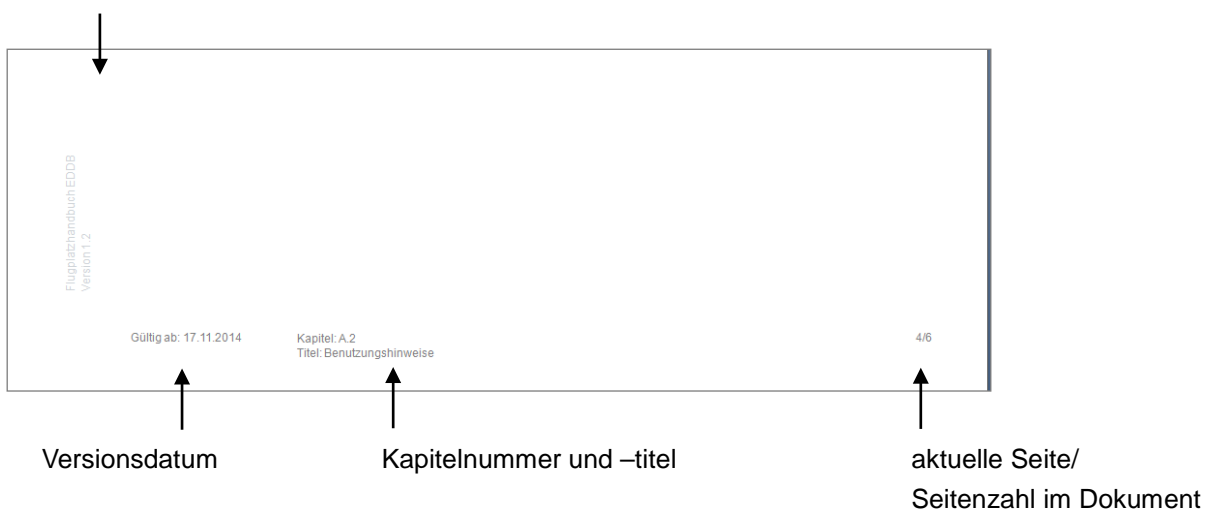 Flugplatzhandbuch EDDB
Version 1.2
Gültig ab: 17.11.2014
Kapitel: A.2
Titel: Benutzungshinweise
4/6
Versionsdatum
Kapitelnummer und –titel
aktuelle Seite/
Seitenzahl im Dokument